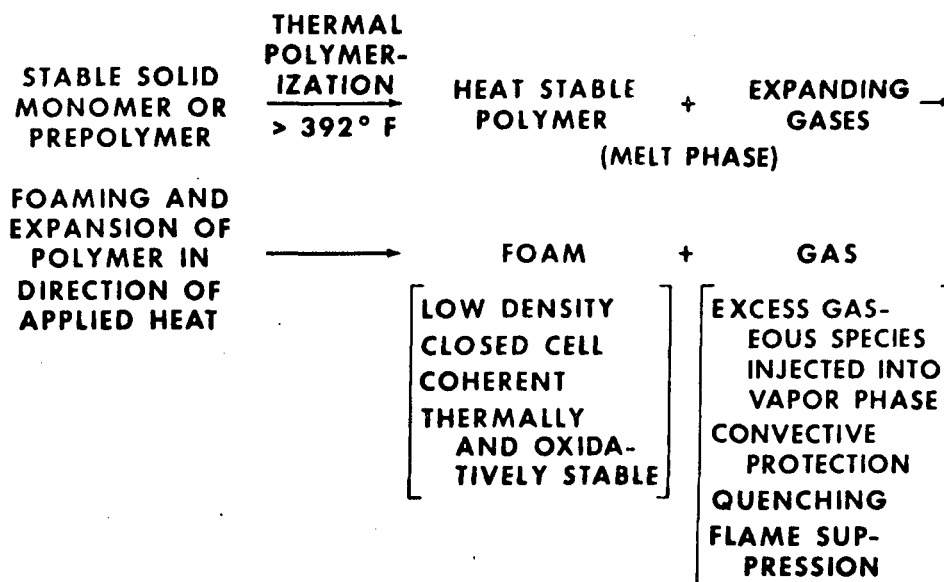 STABLE SOLID
MONOMER OR
PREPOLYMER
THERMAL
POLYMER-
IZATION
> 392° F
HEAT STABLE
POLYMER
+
EXPANDING
GASES
(MELT PHASE)
FOAMING AND
EXPANSION OF
POLYMER IN
DIRECTION OF
APPLIED HEAT
FOAM
+
GAS
LOW DENSITY
CLOSED CELL
COHERENT
THERMALLY
AND OXIDA-
TIVELY STABLE
EXCESS GAS-
EOUS SPECIES
INJECTED INTO
VAPOR PHASE
CONVECTIVE
PROTECTION
QUENCHING
FLAME SUP-
PRESSION